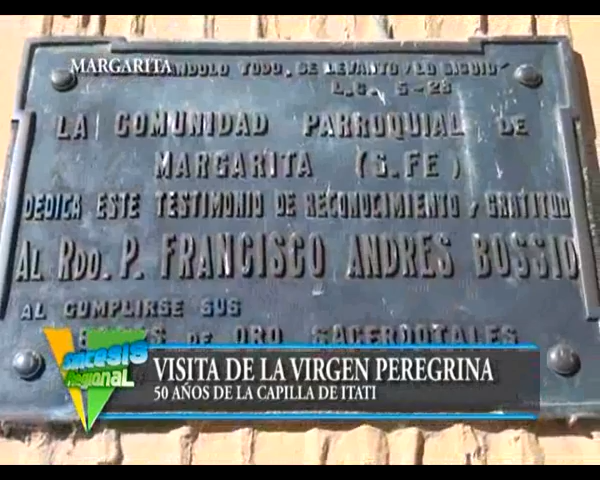 MARGARITA
TODO, SE LEVANTO Y LO SIGUIO"
L.C. 5-28
LA COMUNIDAD PARROQUIAL DE
MARGARITA (S.FE)
DEDICA ESTE TESTIMONIO DE RECONOCIMIENTO Y GRATITUD
AL RDO. P. FRANCISCO ANDRES BOSSIO
AL CUMPLIRSE SUS
DE ORO SACERDOTALES
SINTESIS
Regional
VISITA DE LA VIRGEN PEREGRINA
50 AÑOS DE LA CAPILLA DE ITATI